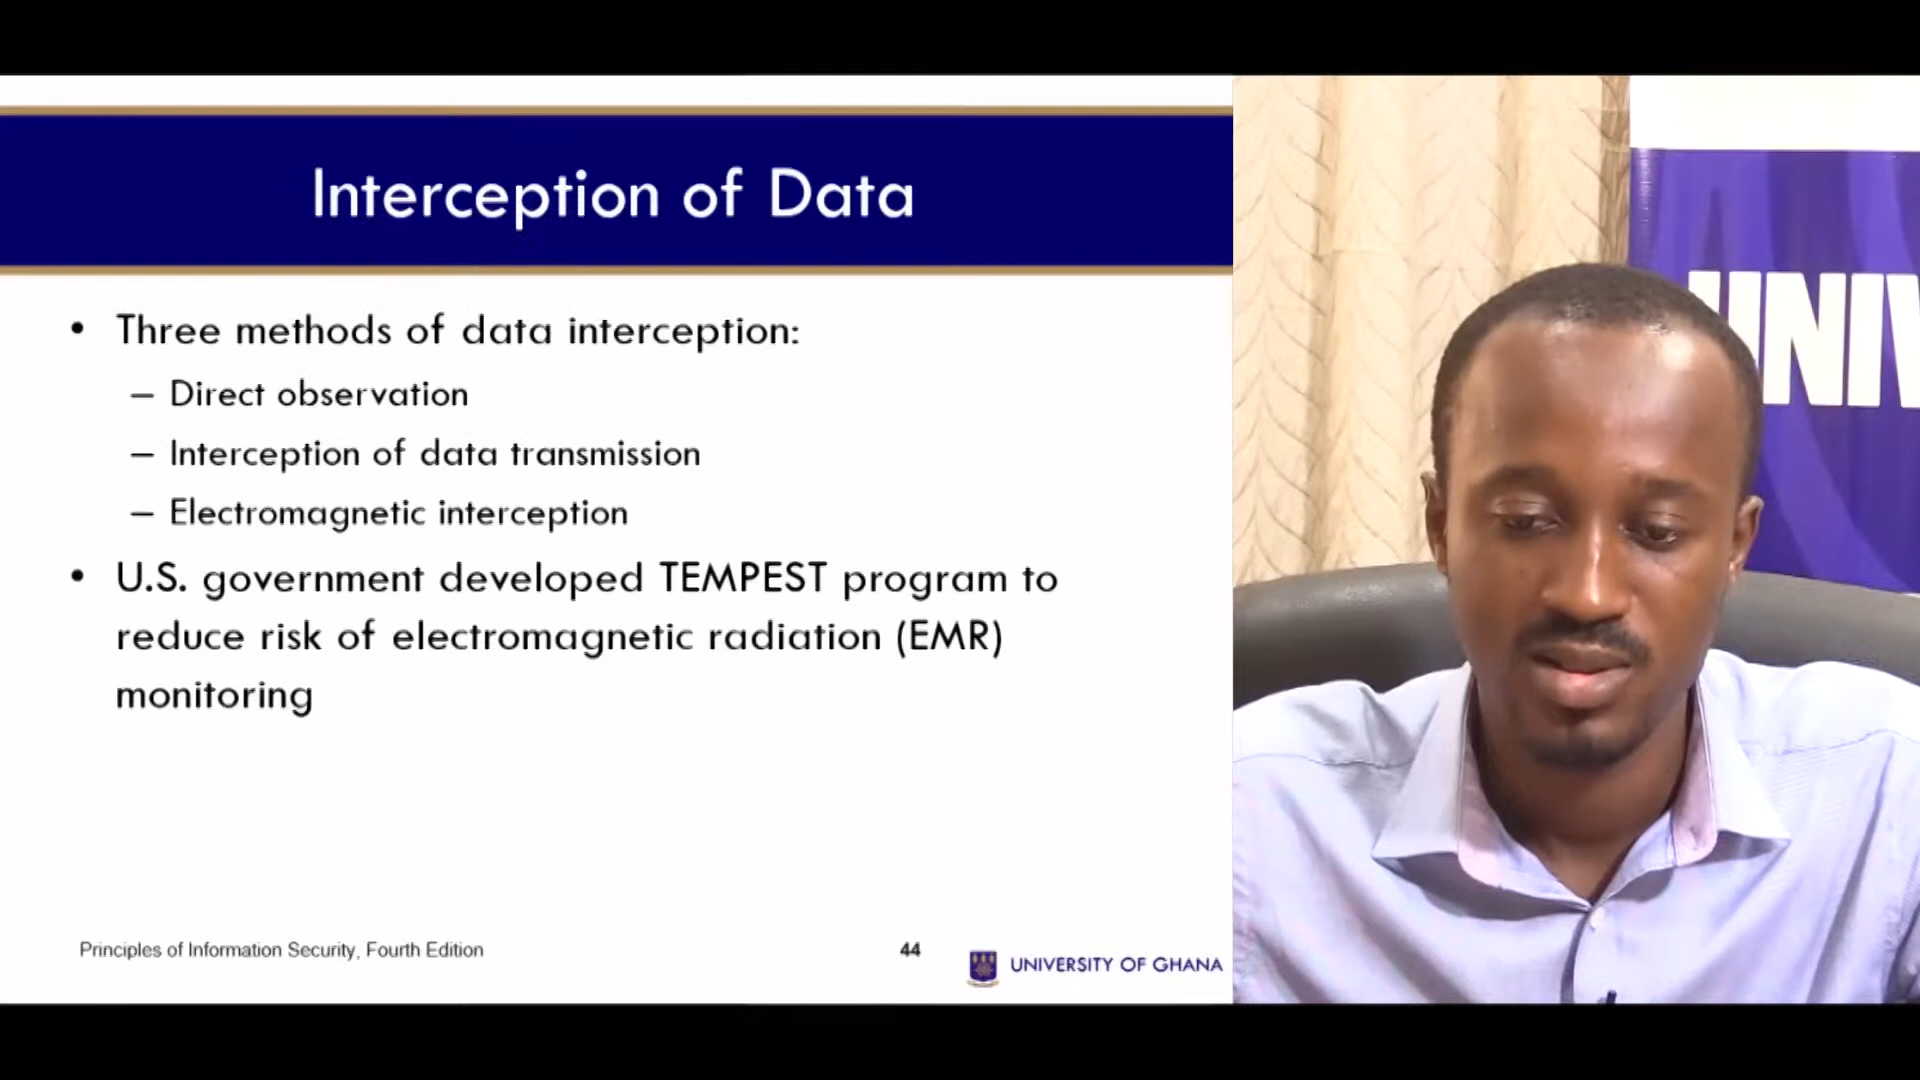 Interception of Data
• Three methods of data interception:
– Direct observation
– Interception of data transmission
– Electromagnetic interception
• U.S. government developed TEMPEST program to
reduce risk of electromagnetic radiation (EMR)
monitoring
Principles of Information Security, Fourth Edition
44
UNIVERSITY OF GHANA
UNIV